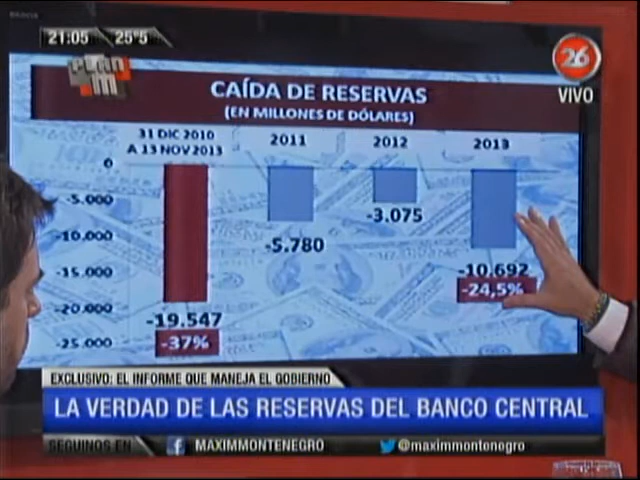 21:05 25°5
PLAN
M
26
VIVO
CAÍDA DE RESERVAS
(EN MILLONES DE DÓLARES)
31 DIC 2010
A 13 NOV 2013
2011
2012
2013
0
-5.000
-10.000
-15.000
-20.000
-25.000
-19.547
-37%
-5.780
-3.075
-10.692
-24,5%
EXCLUSIVO: EL INFORME QUE MANEJA EL GOBIERNO
LA VERDAD DE LAS RESERVAS DEL BANCO CENTRAL
SEGUINOS EN
MAXIMMONTENEGRO
@maximmontenegro